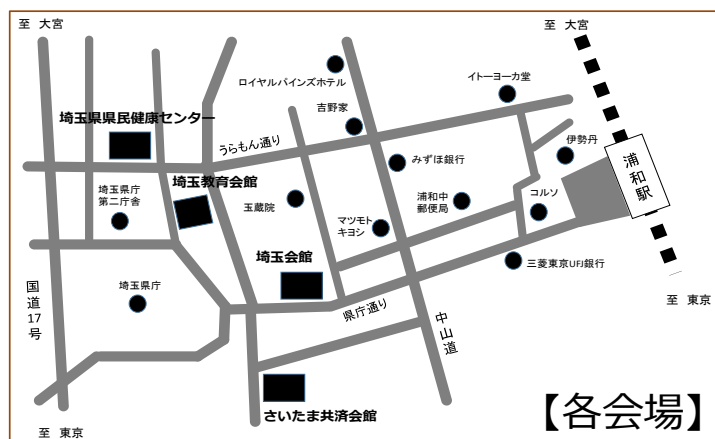 至 大宮
至 大宮
ロイヤルパインズホテル
イトーヨーカ堂
吉野家
埼玉県県民健康センター
うらもん通り
伊勢丹
浦和駅
みずほ銀行
埼玉教育会館
埼玉県庁
第二庁舎
玉蔵院
浦和中
郵便局
コルソ
マツモト
キヨシ
埼玉会館
三菱東京UFJ銀行
埼玉県庁
国道17号
県庁通り
中山道
至 東京
さいたま共済会館
【各会場】
至 東京